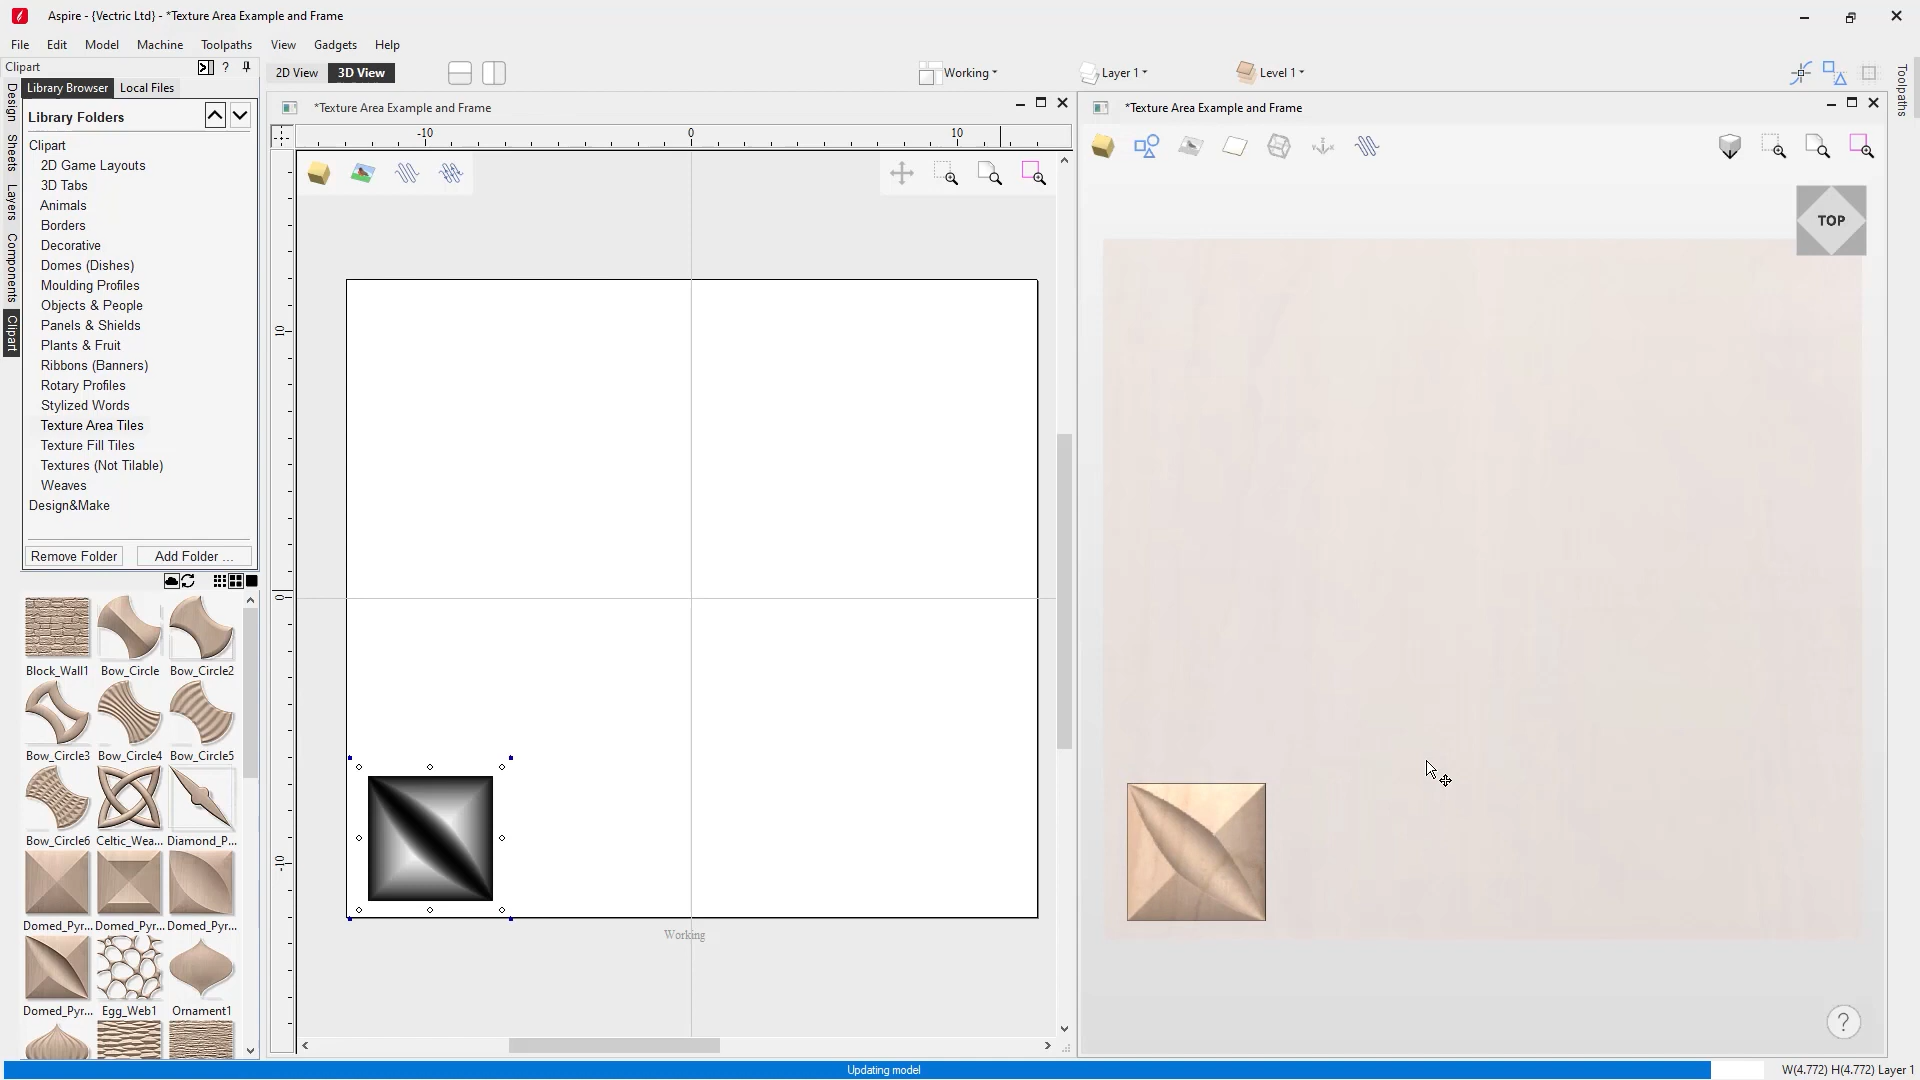 Aspire - {Vectric Ltd} - *Texture Area Example and Frame
File Edit Model Machine Toolpaths View Gadgets Help
Clipart ?
2D View 3D View Working Layer 1 Level 1
Library Browser Local Files
Design
Sheets
Layers
Components
Clipart
Toolpaths
Library Folders
Clipart
2D Game Layouts
3D Tabs
Animals
Borders
Decorative
Domes (Dishes)
Moulding Profiles
Objects & People
Panels & Shields
Plants & Fruit
Ribbons (Banners)
Rotary Profiles
Stylized Words
Texture Area Tiles
Texture Fill Tiles
Textures (Not Tilable)
Weaves
Design&Make
Remove Folder Add Folder ...
Block_Wall1 Bow_Circle Bow_Circle2
Bow_Circle3 Bow_Circle4 Bow_Circle5
Bow_Circle6 Celtic_Wea... Diamond_P...
Domed_Pyr... Domed_Pyr... Domed_Pyr...
Domed_Pyr... Egg_Web1 Ornament1
*Texture Area Example and Frame
-10 0 10
10
0
-10
Working
*Texture Area Example and Frame
TOP
?
Updating model
W(4.772) H(4.772) Layer 1